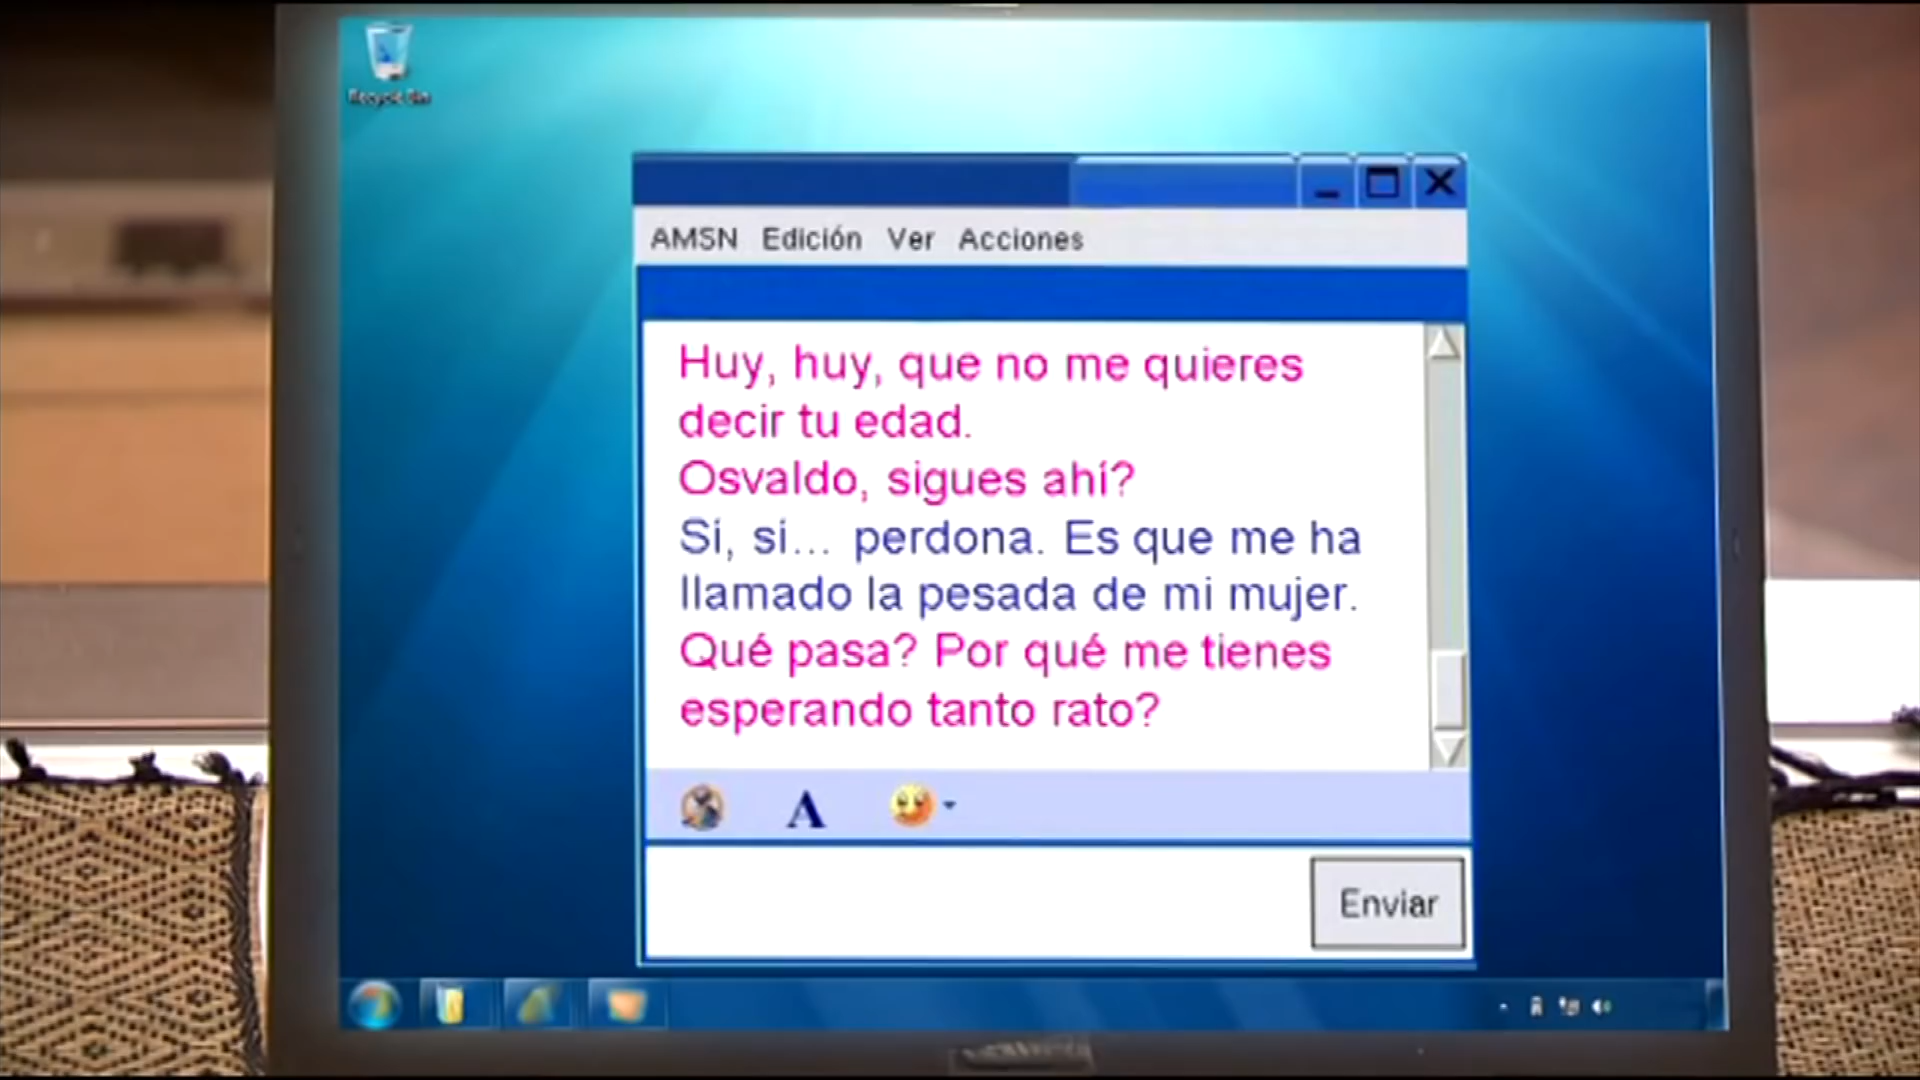 Recycle Bin
AMSN Edición Ver Acciones
Huy, huy, que no me quieres
decir tu edad.
Osvaldo, sigues ahí?
Sí, sí... perdona. Es que me ha
llamado la pesada de mi mujer.
Qué pasa? Por qué me tienes
esperando tanto rato?
A
Enviar